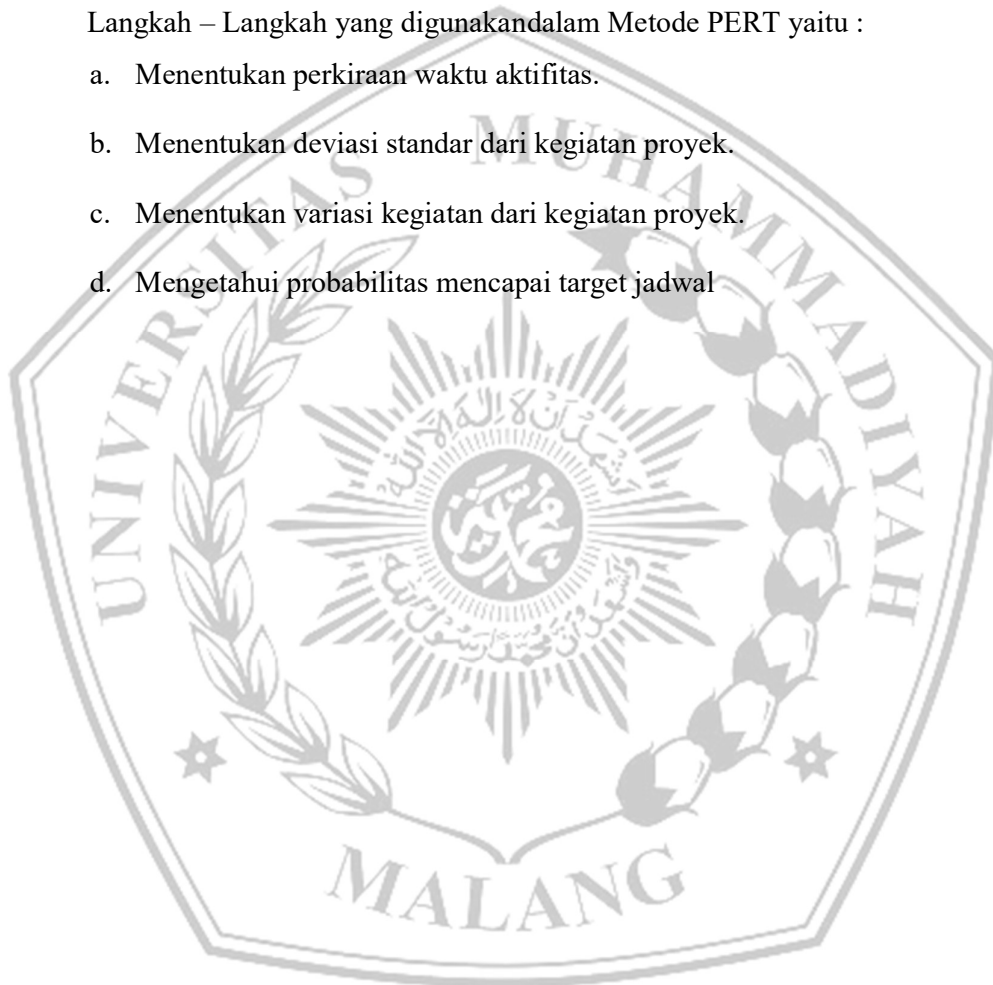 Langkah – Langkah yang digunakandalam Metode PERT yaitu :
a. Menentukan perkiraan waktu aktifitas.
b. Menentukan deviasi standar dari kegiatan proyek.
c. Menentukan variasi kegiatan dari kegiatan proyek.
d. Mengetahui probabilitas mencapai target jadwal
UNIVERSITAS MUHAMMADIYAH
MALANG